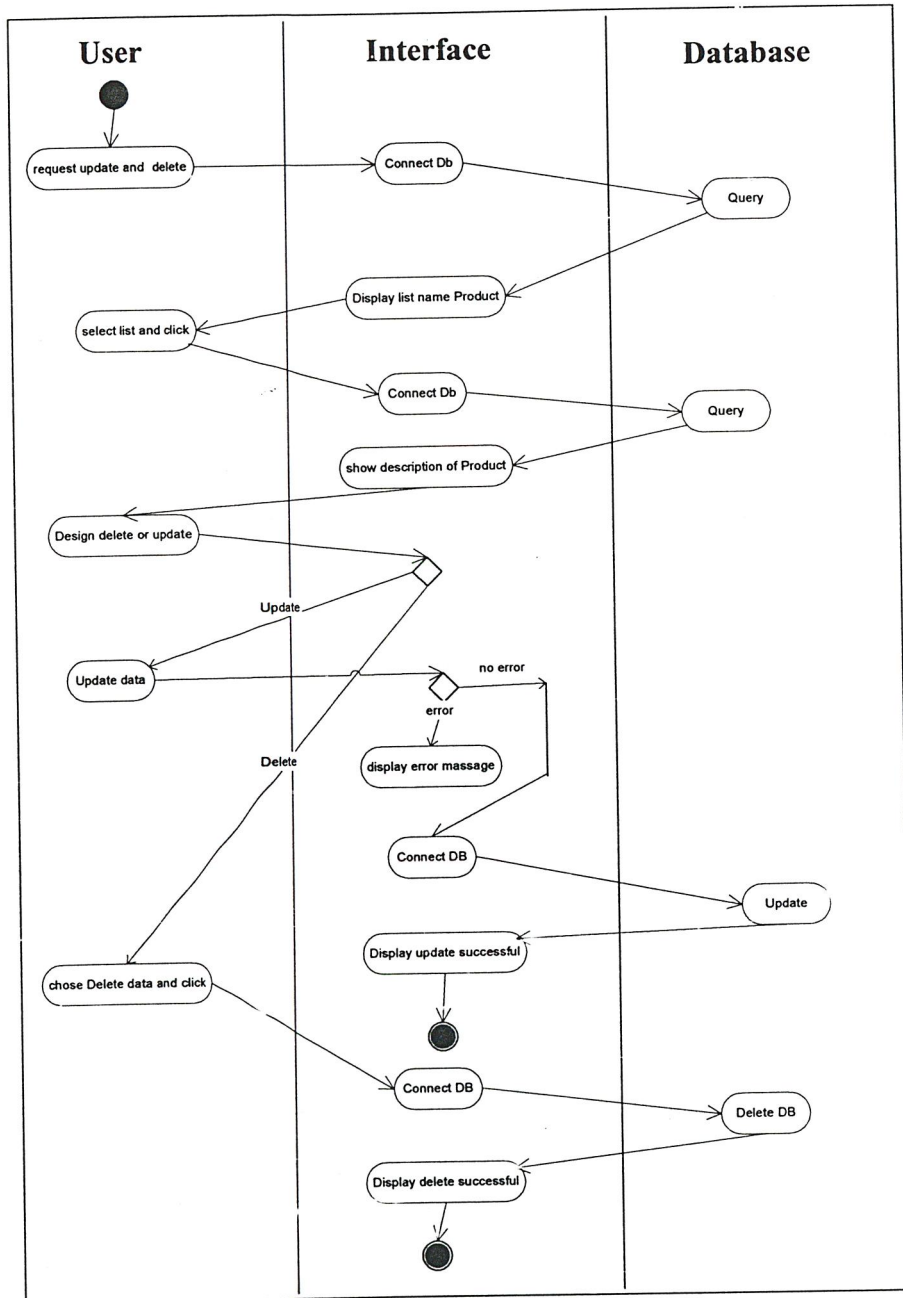 User
Interface
Database
request update and delete
Connect Db
Query
Display list name Product
select list and click
Connect Db
Query
show description of Product
Design delete or update
Update
Update data
no error
error
Delete
display error massage
Connect DB
Update
Display update successful
chose Delete data and click
Connect DB
Delete DB
Display delete successful